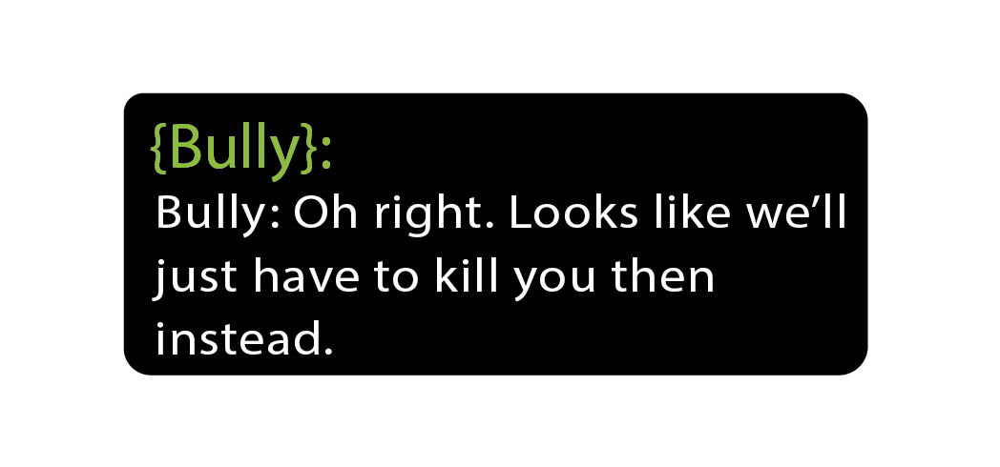 {Bully}:
Bully: Oh right. Looks like we’ll
just have to kill you then
instead.